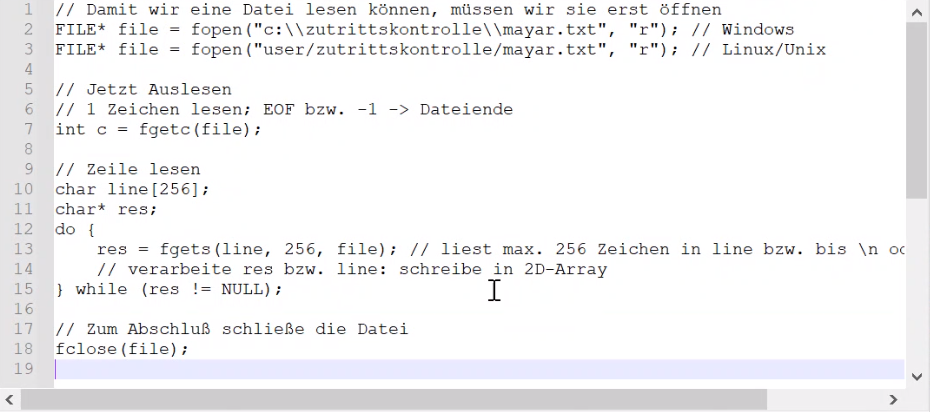 1 // Damit wir eine Datei lesen können, müssen wir sie erst öffnen
2 FILE* file = fopen("c:\\zutrittskontrolle\\mayar.txt", "r"); // Windows
3 FILE* file = fopen("user/zutrittskontrolle/mayar.txt", "r"); // Linux/Unix
4
5 // Jetzt Auslesen
6 // 1 Zeichen lesen; EOF bzw. -1 -> Dateiende
7 int c = fgetc(file);
8
9 // Zeile lesen
10 char line[256];
11 char* res;
12 do {
13     res = fgets(line, 256, file); // liest max. 256 Zeichen in line bzw. bis \n
14     // verarbeite res bzw. line: schreibe in 2D-Array
15 } while (res != NULL);
16
17 // Zum Abschluß schließe die Datei
18 fclose(file);
19